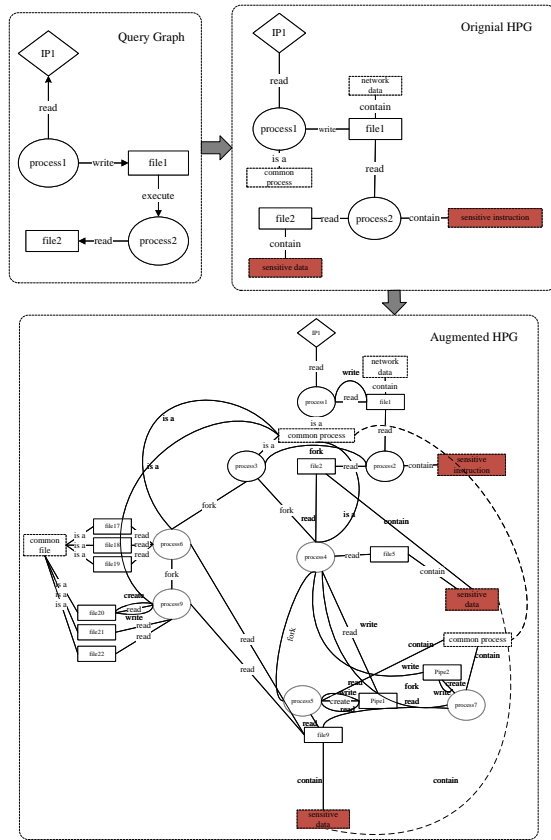 Query Graph
IP1
read
process1
write
file1
execute
file2
read
process2
Orignial HPG
IP1
read
network
data
contain
process1
write
file1
is a
common
process
read
file2
read
process2
contain
sensitive instruction
contain
sensitive data
Augmented HPG
IP1
read
write
network
data
contain
process1
read
file1
is a
read
common process
is a
is a
fork
process3
file2
read
process2
contain
sensitive
instruction
is a
fork
fork
read
is a
contain
file17
is a
read
common
file
is a
file18
read
process6
is a
file19
read
process4
read
file5
contain
fork
is a
file20
create
read
write
process9
is a
file21
read
is a
file22
read
sensitive
data
fork
read
write
read
contain
common process
read
write
Pipe2
contain
read
fork
create
write
process5
write
create
read
Pipe1
read
process7
read
file9
contain
contain
sensitive
data